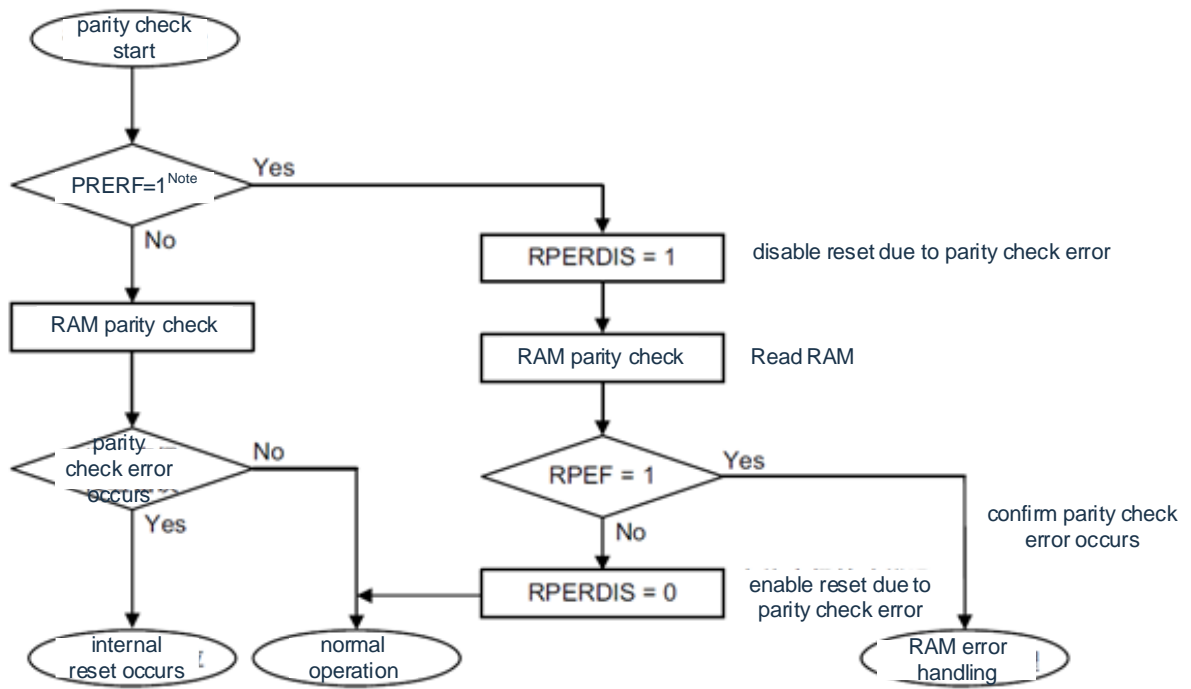 parity check
start
PRERF=1Note
Yes
No
RPERDIS = 1
disable reset due to parity check error
RAM parity check
RAM parity check
Read RAM
parity
check error
occurs
No
Yes
RPEF = 1
Yes
No
confirm parity check
error occurs
RPERDIS = 0
enable reset due to
parity check error
internal
reset occurs
normal
operation
RAM error
handling